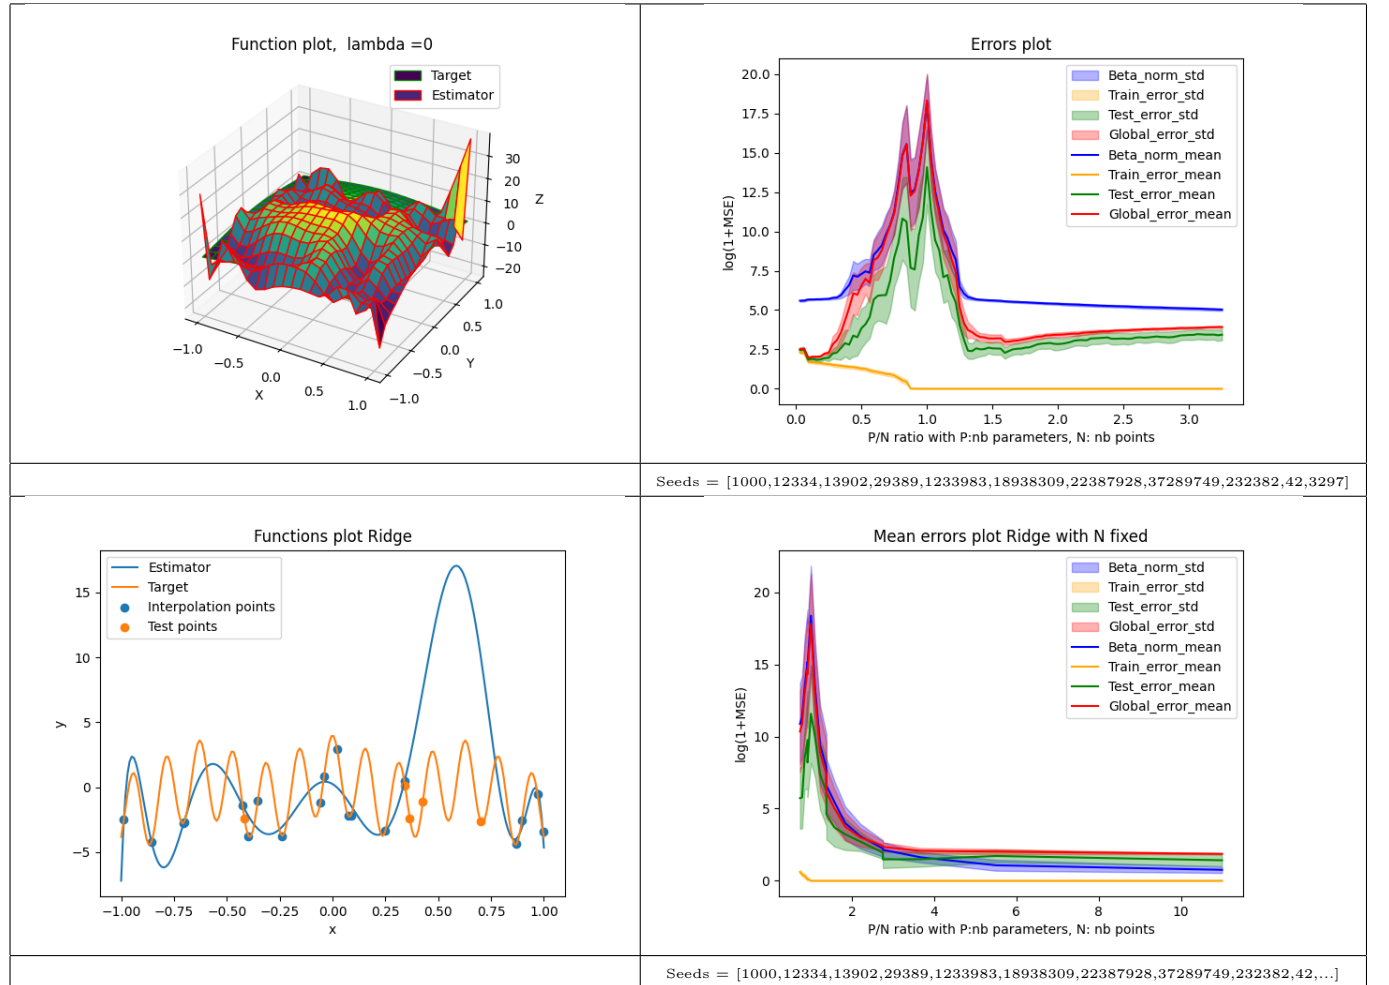 Function plot,  lambda =0
Target
Estimator
30
20
10
0
−10
−20
Z
1.0
0.5
0.0
−0.5
−1.0
Y
−1.0
−0.5
0.0
0.5
1.0
X
Errors plot
Beta_norm_std
Train_error_std
Test_error_std
Global_error_std
Beta_norm_mean
Train_error_mean
Test_error_mean
Global_error_mean
20.0
17.5
15.0
12.5
10.0
7.5
5.0
2.5
0.0
log(1+MSE)
0.0 0.5 1.0 1.5 2.0 2.5 3.0
P/N ratio with P:nb parameters, N: nb points
Seeds = [1000,12334,13902,29389,1233983,18938309,22387928,37289749,232382,42,3297]
Functions plot Ridge
Estimator
Target
Interpolation points
Test points
15
10
5
0
−5
y
−1.00 −0.75 −0.50 −0.25 0.00 0.25 0.50 0.75 1.00
x
Mean errors plot Ridge with N fixed
Beta_norm_std
Train_error_std
Test_error_std
Global_error_std
Beta_norm_mean
Train_error_mean
Test_error_mean
Global_error_mean
20
15
10
5
0
log(1+MSE)
2 4 6 8 10
P/N ratio with P:nb parameters, N: nb points
Seeds = [1000,12334,13902,29389,1233983,18938309,22387928,37289749,232382,42,...]